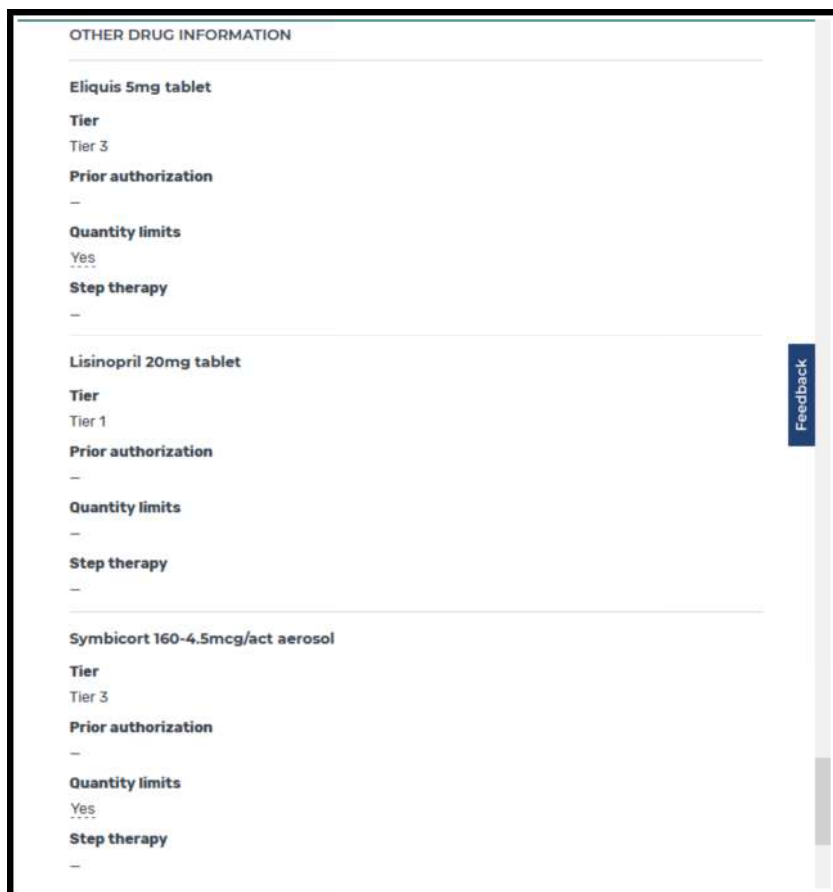 OTHER DRUG INFORMATION
Eliquis 5mg tablet
Tier
Tier 3
Prior authorization
—
Quantity limits
Yes
Step therapy
—
Lisinopril 20mg tablet
Tier
Tier 1
Prior authorization
—
Quantity limits
—
Step therapy
—
Symbicort 160-4.5mcg/act aerosol
Tier
Tier 3
Prior authorization
—
Quantity limits
Yes
Step therapy
—
Feedback